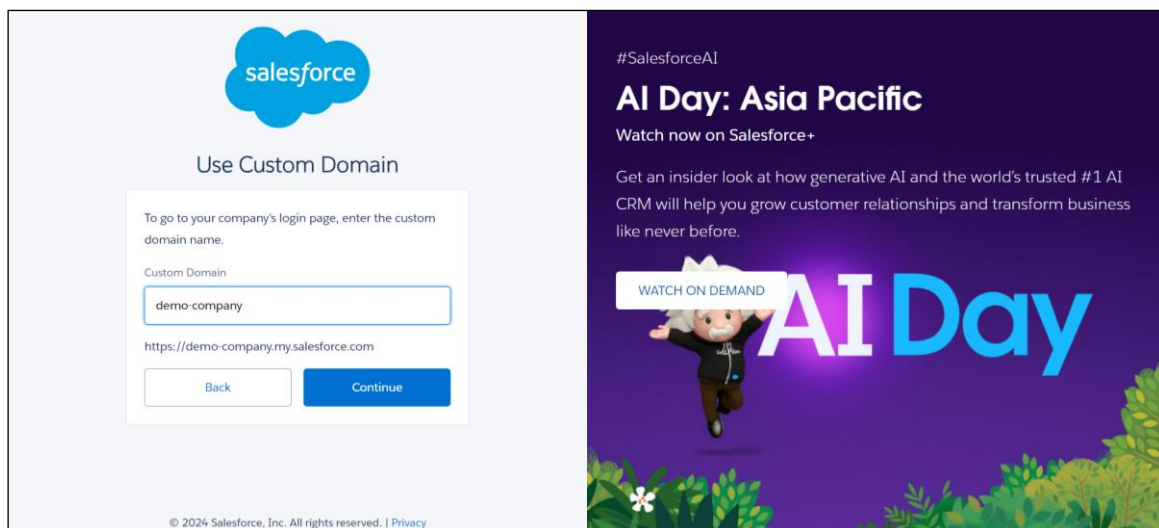 salesforce
Use Custom Domain
To go to your company's login page, enter the custom
domain name.
Custom Domain
demo-company
https://demo-company.my.salesforce.com
Back
Continue
© 2024 Salesforce, Inc. All rights reserved. | Privacy
#SalesforceAI
AI Day: Asia Pacific
Watch now on Salesforce+
Get an insider look at how generative AI and the world's trusted #1 AI
CRM will help you grow customer relationships and transform business
like never before.
WATCH ON DEMAND
AI Day